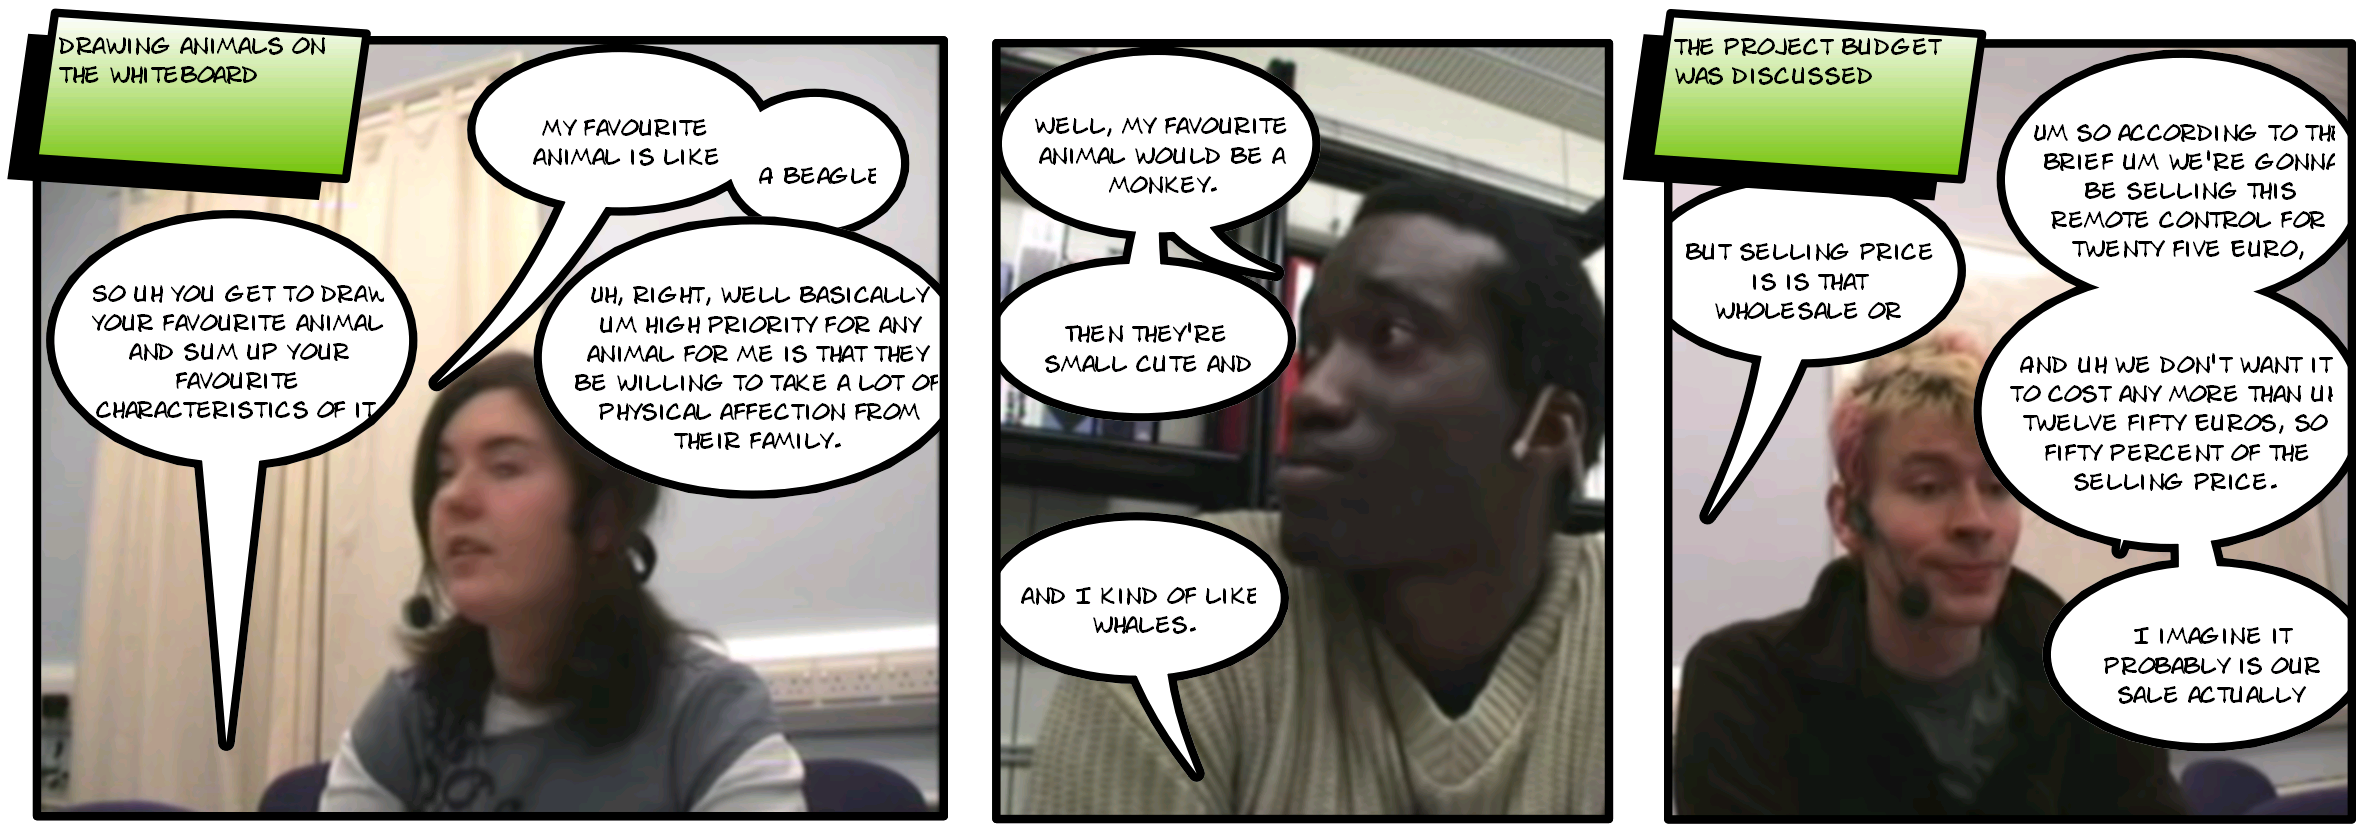 DRAWING ANIMALS ON
THE WHITEBOARD
MY FAVOURITE
ANIMAL IS LIKE
A BEAGLE
SO UH YOU GET TO DRAW
YOUR FAVOURITE ANIMAL
AND SUM UP YOUR
FAVOURITE
CHARACTERISTICS OF IT
UH, RIGHT, WELL BASICALLY
UM HIGH PRIORITY FOR ANY
ANIMAL FOR ME IS THAT THEY
BE WILLING TO TAKE A LOT OF
PHYSICAL AFFECTION FROM
THEIR FAMILY.
WELL, MY FAVOURITE
ANIMAL WOULD BE A
MONKEY.
THEN THEY'RE
SMALL CUTE AND
AND I KIND OF LIKE
WHALES.
THE PROJECT BUDGET
WAS DISCUSSED
UM SO ACCORDING TO THE
BRIEF UM WE'RE GONNA
BE SELLING THIS
REMOTE CONTROL FOR
TWENTY FIVE EURO,
BUT SELLING PRICE
IS IS THAT
WHOLESALE OR
AND UH WE DON'T WANT IT
TO COST ANY MORE THAN UH
TWELVE FIFTY EUROS, SO
FIFTY PERCENT OF THE
SELLING PRICE.
I IMAGINE IT
PROBABLY IS OUR
SALE ACTUALLY